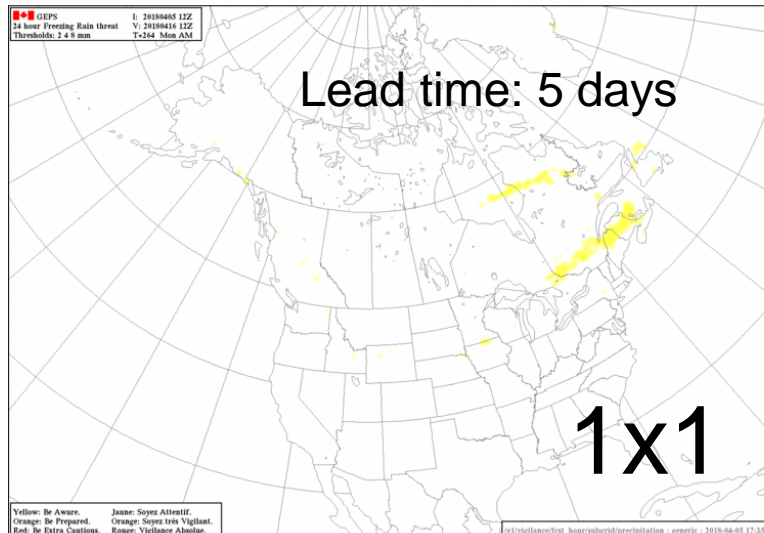 GEPS I: 20180405 12Z
24 hour Freezing Rain threat V: 20180416 12Z
Thresholds: 2 4 8 mm T+264 Mon AM
Lead time: 5 days
1x1
Yellow: Be Aware. Jaune: Soyez Attentif.
Orange: Be Prepared. Orange: Soyez très Vigilant.
Red: Be Extra Cautious. Rouge: Vigilance Absolue.
/e1/vigilance/fcst_hour/subgrid/precipitation : generic : 2018-04-05 17:35